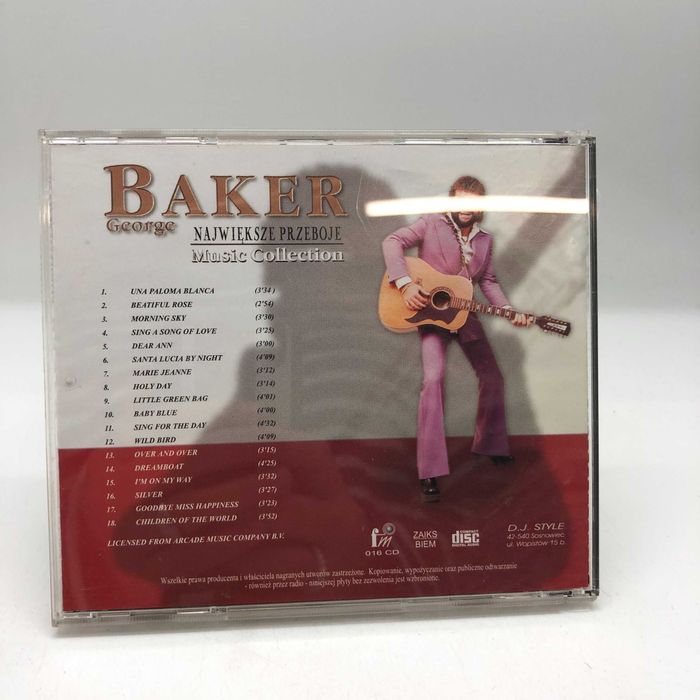 BAKER
George
NAJWIĘKSZE PRZEBOJE
Music Collection
1. UNA PALOMA BLANCA (3'34)
2. BEATIFUL ROSE (2'54)
3. MORNING SKY (3'30)
4. SING A SONG OF LOVE (3'25)
5. DEAR ANN (3'00)
6. SANTA LUCIA BY NIGHT (4'09)
7. MARIE JEANNE (3'12)
8. HOLY DAY (3'14)
9. LITTLE GREEN BAG (4'01)
10. BABY BLUE (4'00)
11. SING FOR THE DAY (4'32)
12. WILD BIRD (4'09)
13. OVER AND OVER (3'15)
14. DREAMBOAT (4'25)
15. I'M ON MY WAY (3'32)
16. SILVER (3'27)
17. GOODBYE MISS HAPPINESS (3'23)
18. CHILDREN OF THE WORLD (3'52)
LICENSED FROM ARCADE MUSIC COMPANY B.V.
fm
016 CD
ZAIKS
BIEM
COMPACT
disc
DIGITAL AUDIO
D.J. STYLE
42-540 Sosnowiec
ul. Wopistów 15 b
Wszelkie prawa producenta i właściciela nagranych utworów zastrzeżone. Kopiowanie, wypożyczanie oraz publiczne odtwarzanie
- również przez radio - niniejszej płyty bez zezwolenia jest wzbronione.